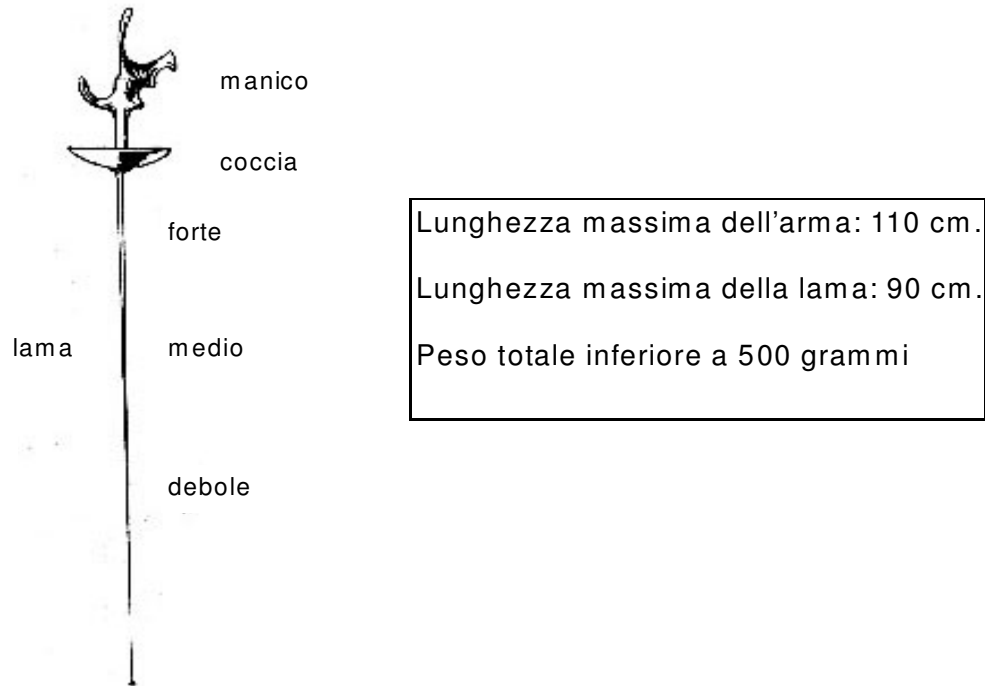 manico
coccia
forte
lama
medio
debole
Lunghezza massima dell'arma: 110 cm.
Lunghezza massima della lama: 90 cm.
Peso totale inferiore a 500 grammi